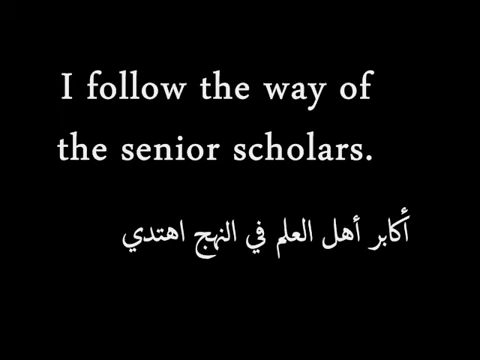 I follow the way of
the senior scholars.
أكابر أهل العلم في النهج اهتدي